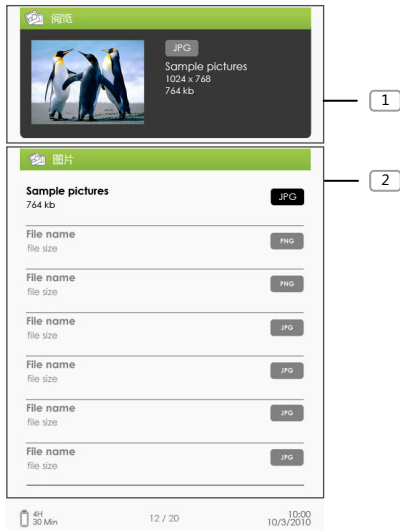 阅览
JPG
Sample pictures
1024 x 768
764 kb
1
图片
2
Sample pictures
764 kb
JPG
File name
file size
PNG
File name
file size
PNG
File name
file size
JPG
File name
file size
JPG
File name
file size
JPG
File name
file size
JPG
4H
30 Min
12 / 20
10:00
10/3/2010